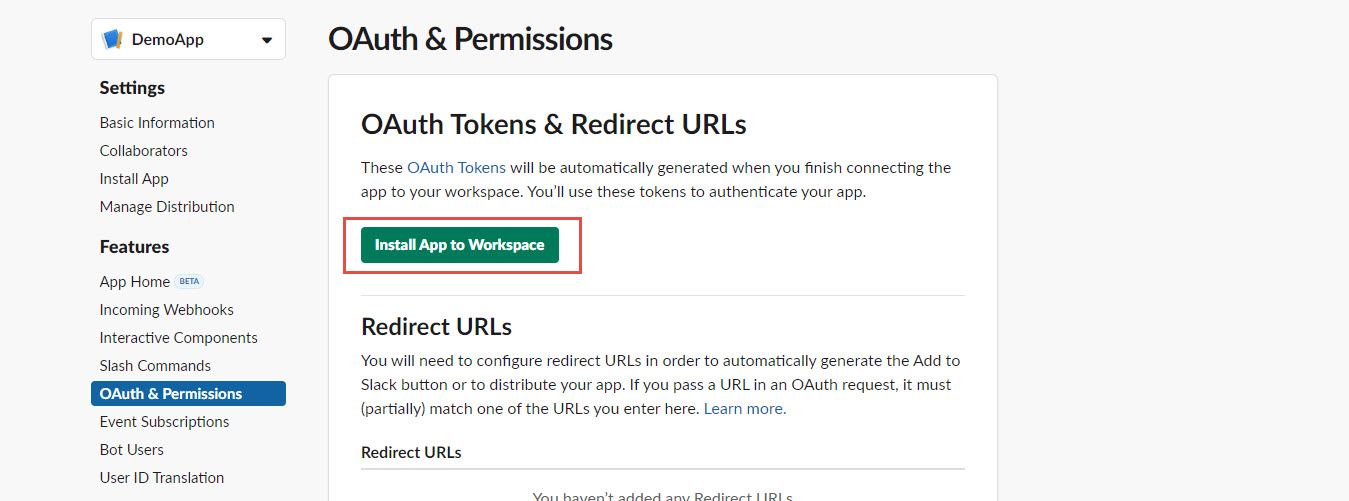 DemoApp
Settings
Basic Information
Collaborators
Install App
Manage Distribution
Features
App Home BETA
Incoming Webhooks
Interactive Components
Slash Commands
OAuth & Permissions
Event Subscriptions
Bot Users
User ID Translation
OAuth & Permissions
OAuth Tokens & Redirect URLs
These OAuth Tokens will be automatically generated when you finish connecting the
app to your workspace. You’ll use these tokens to authenticate your app.
Install App to Workspace
Redirect URLs
You will need to configure redirect URLs in order to automatically generate the Add to
Slack button or to distribute your app. If you pass a URL in an OAuth request, it must
(partially) match one of the URLs you enter here. Learn more.
Redirect URLs
You haven’t added any Redirect URLs